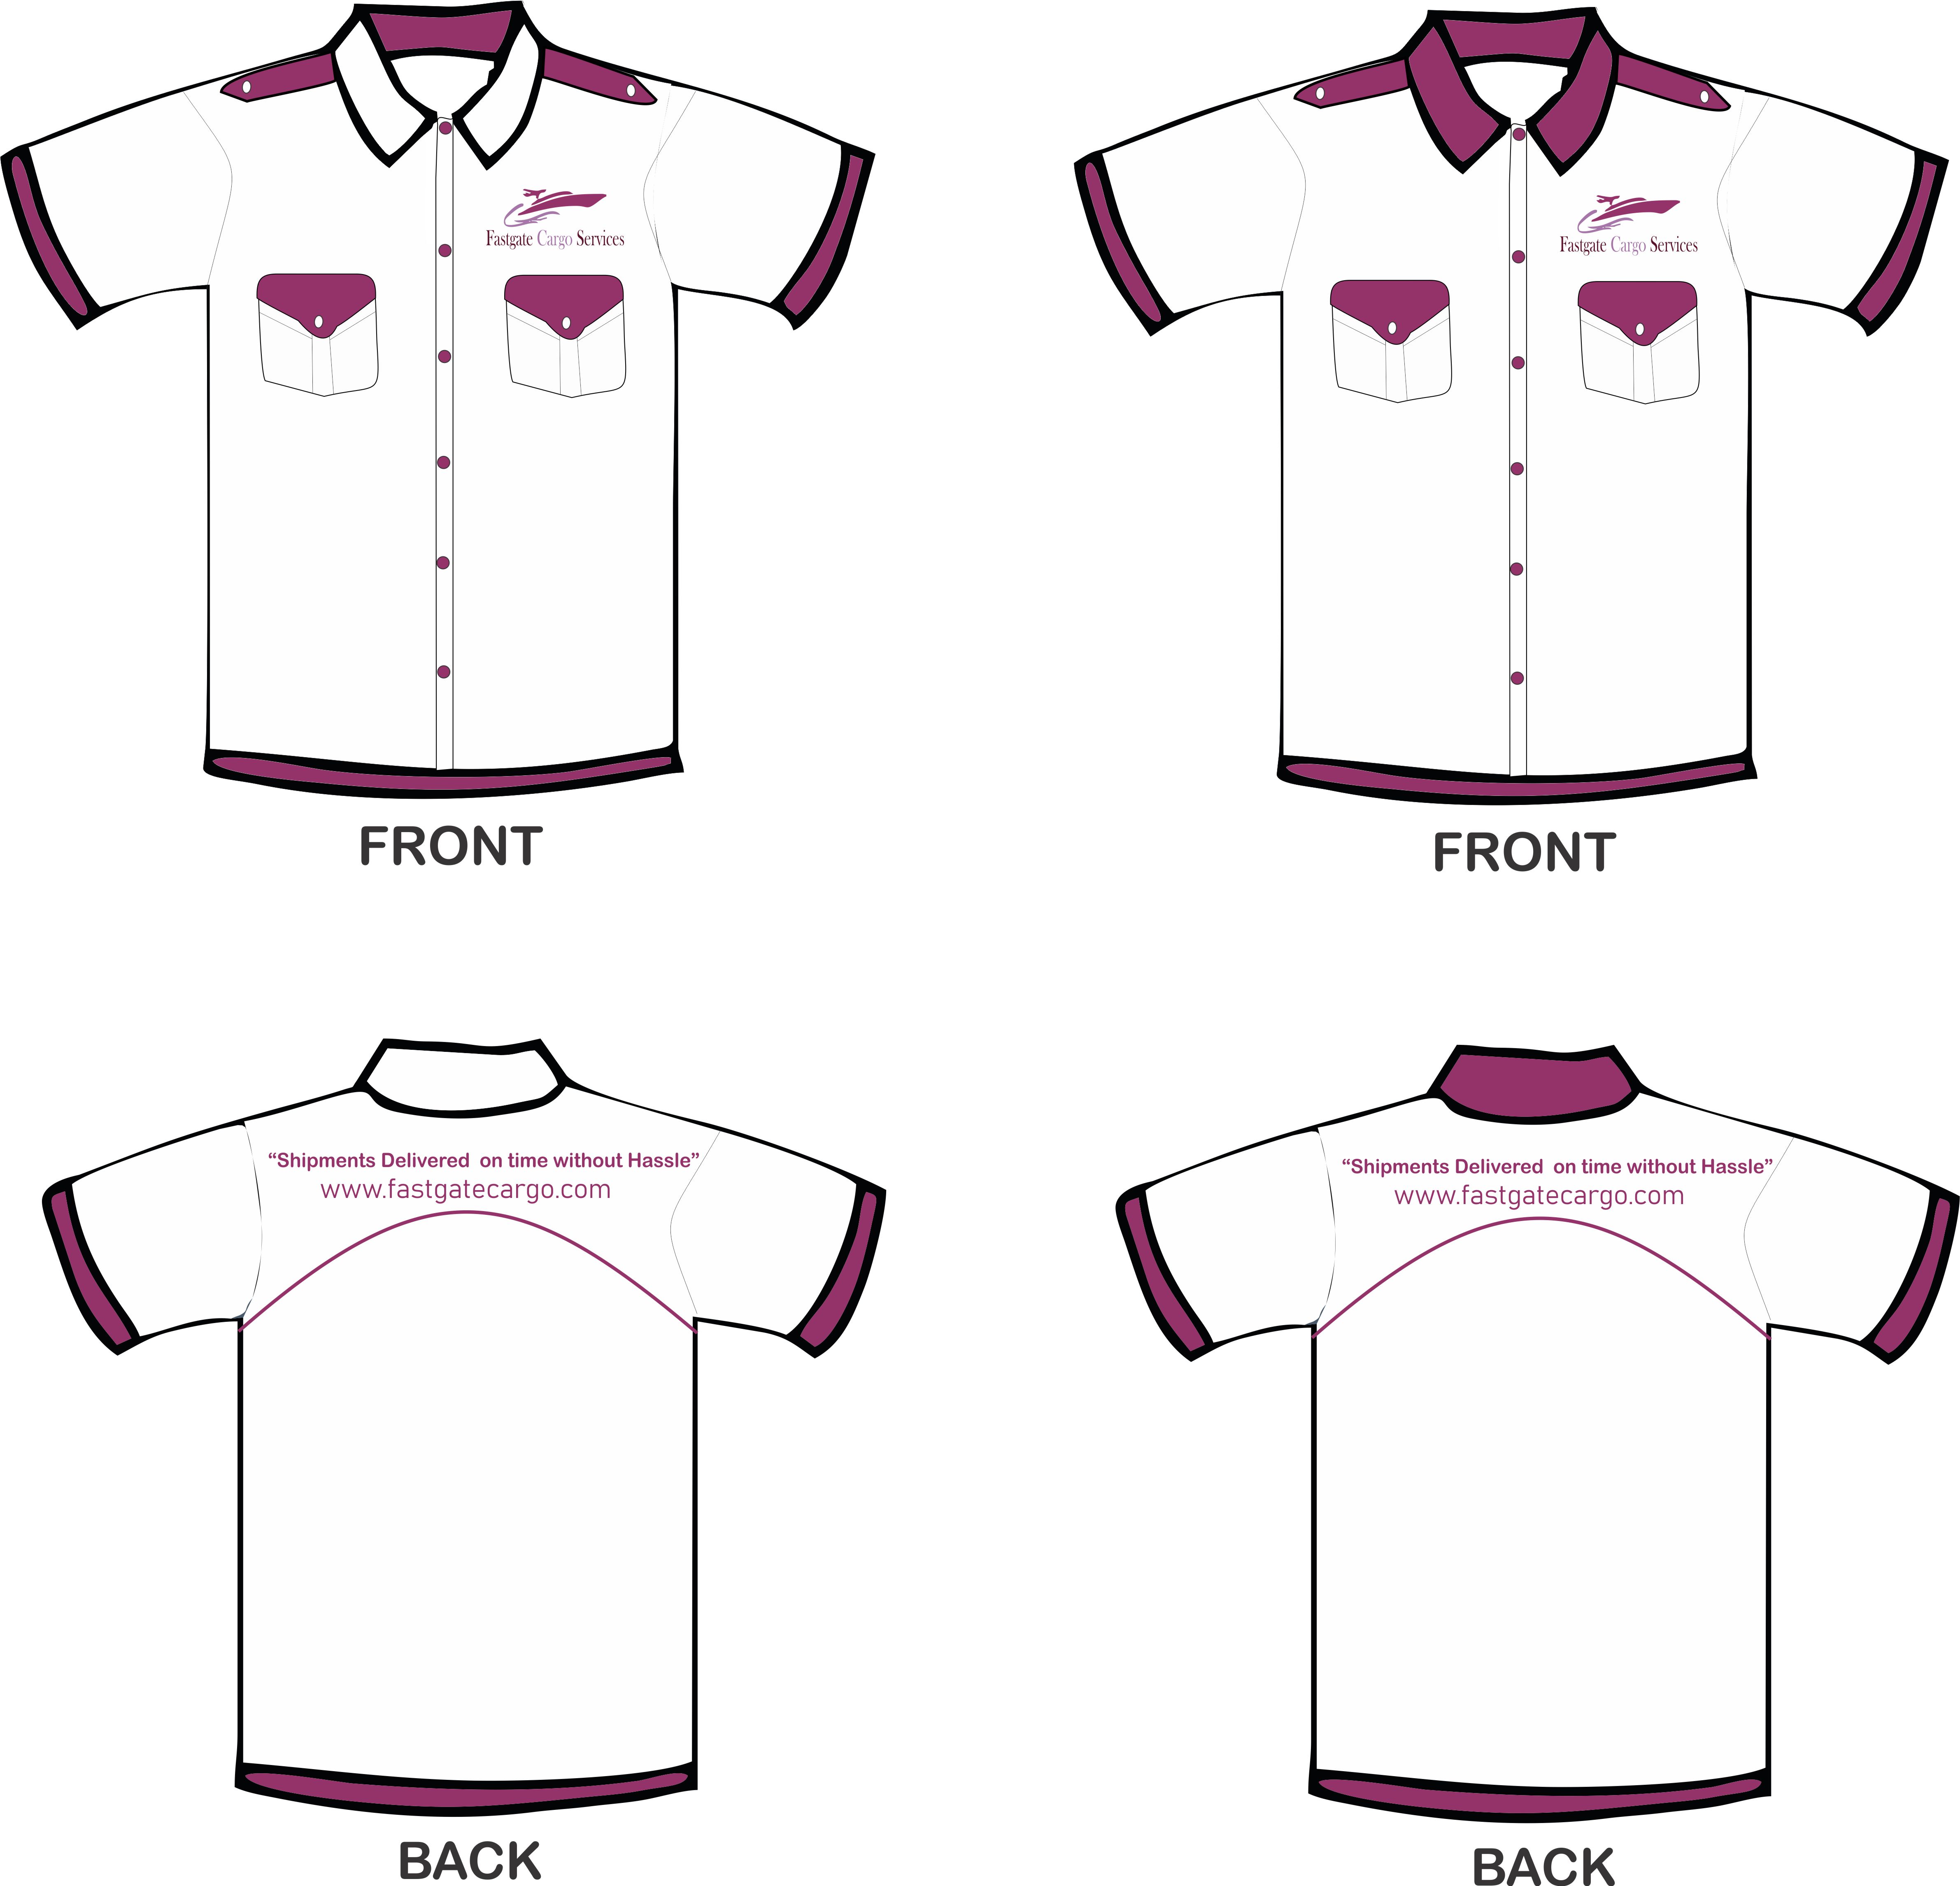 Fastgate Cargo Services
Fastgate Cargo Services
FRONT
FRONT
“Shipments Delivered on time without Hassle”
www.fastgatecargo.com
“Shipments Delivered on time without Hassle”
www.fastgatecargo.com
BACK
BACK